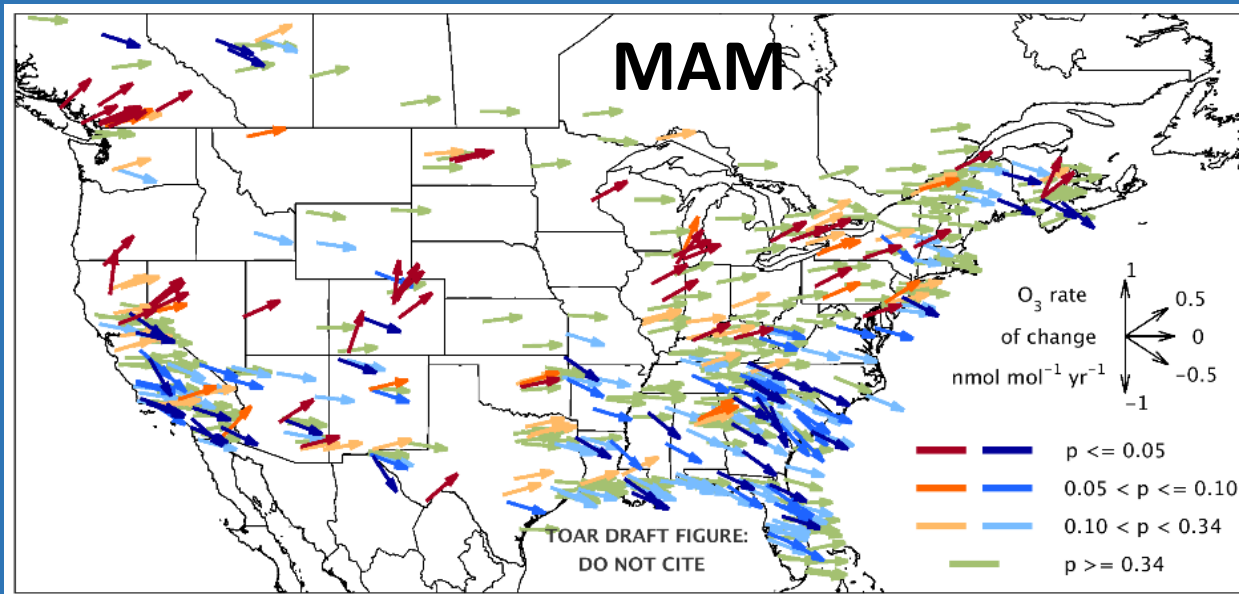 MAM
1
O₃ rate
0.5
of change
0
nmol mol⁻¹ yr⁻¹
−0.5
−1
p <= 0.05
0.05 < p <= 0.10
0.10 < p < 0.34
p >= 0.34
TOAR DRAFT FIGURE:
DO NOT CITE